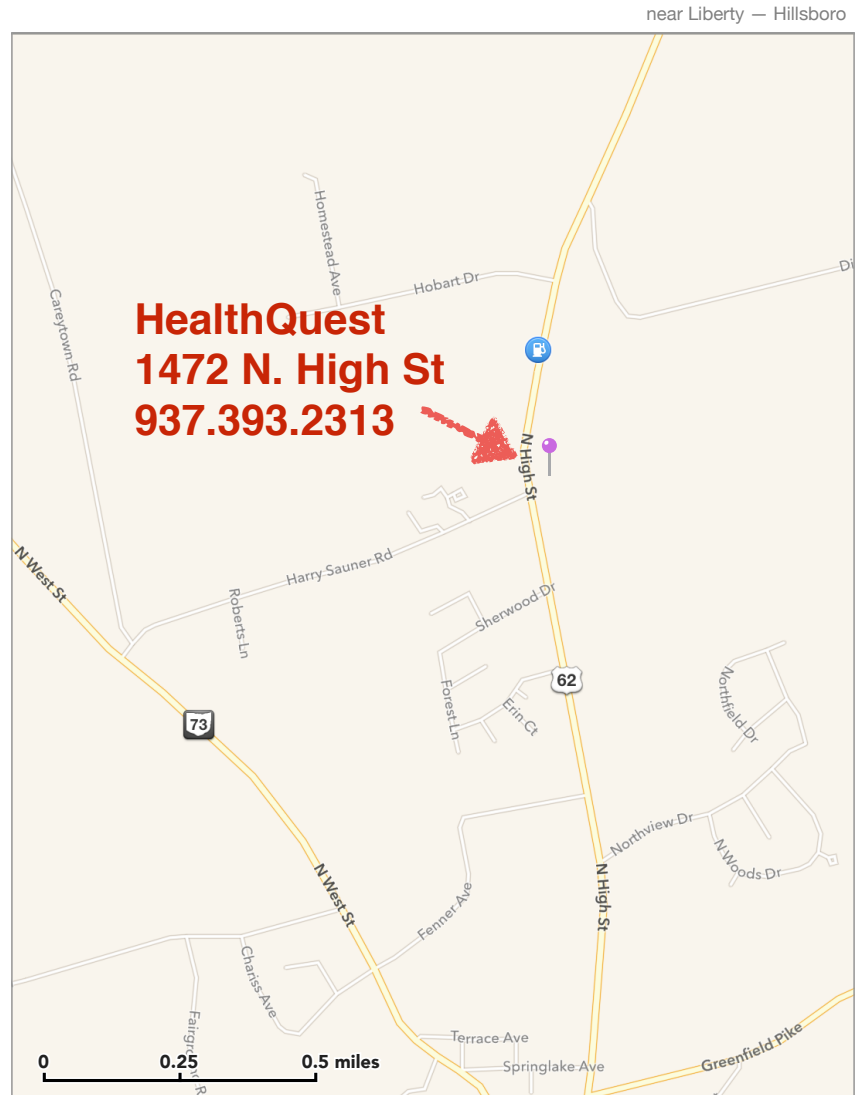 near Liberty — Hillsboro
Homestead Ave
Hobart Dr
Di
Careytown Rd
HealthQuest
1472 N. High St
937.393.2313
N High St
N West St
Harry Sauner Rd
Roberts Ln
Sherwood Dr
62
Northfield Dr
Forest Ln
Erin Ct
73
Northview Dr
N Woods Dr
N West St
N High St
Fenner Ave
Chariss Ave
Terrace Ave
Greenfield Pike
Springlake Ave
0 0.25 0.5 miles